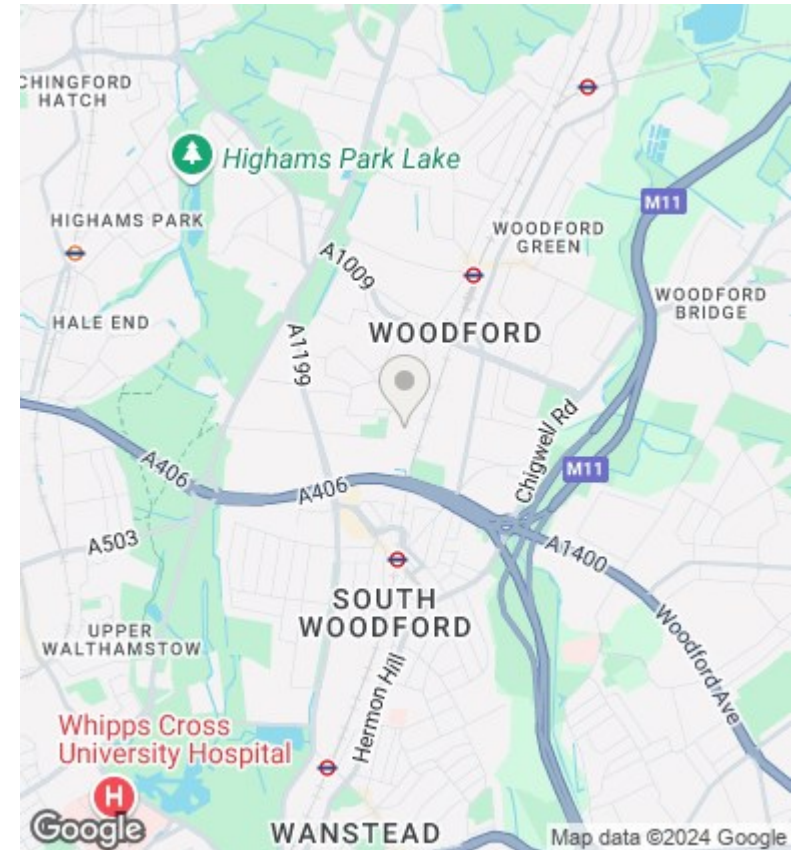 CHINGFORD
HATCH
Highams Park Lake
M11
HIGHAMS PARK
WOODFORD
GREEN
A1009
WOODFORD
BRIDGE
HALE END
A1199
WOODFORD
Chigwell Rd
M11
A406
A406
A503
A1400
SOUTH
WOODFORD
UPPER
WALTHAMSTOW
Woodford Ave
Hermon Hill
Whipps Cross
University Hospital
H
Google
WANSTEAD
Map data ©2024 Google